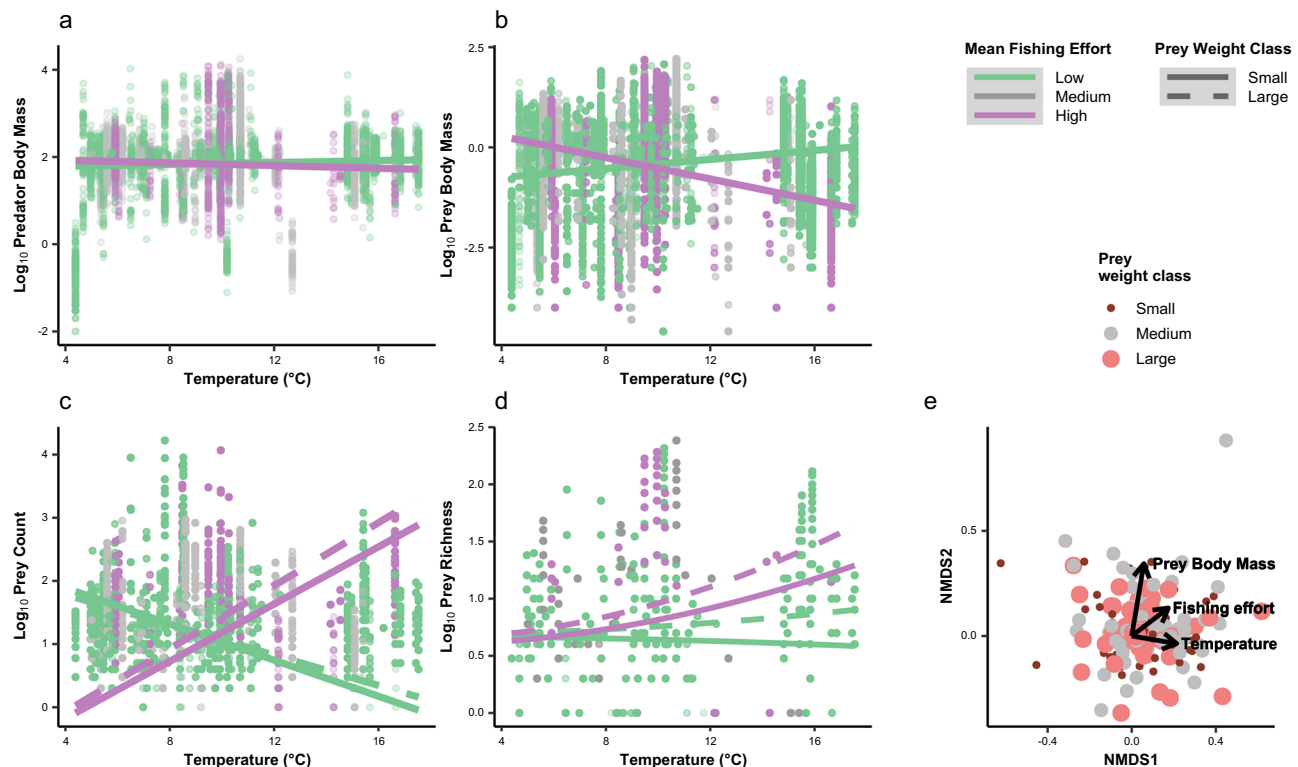 a
Log10 Predator Body Mass
4
2
0
-2
4
8
12
16
Temperature (°C)
b
Log10 Prey Body Mass
2.5
0.0
-2.5
4
8
12
16
Temperature (°C)
Mean Fishing Effort
Low
Medium
High
Prey Weight Class
Small
Large
Prey
weight class
Small
Medium
Large
c
Log10 Prey Count
4
3
2
1
0
4
8
12
16
Temperature (°C)
d
Log10 Prey Richness
2.5
2.0
1.5
1.0
0.5
0.0
4
8
12
16
Temperature (°C)
e
NMDS2
0.5
0.0
Prey Body Mass
Fishing effort
Temperature
-0.4
0.0
0.4
NMDS1